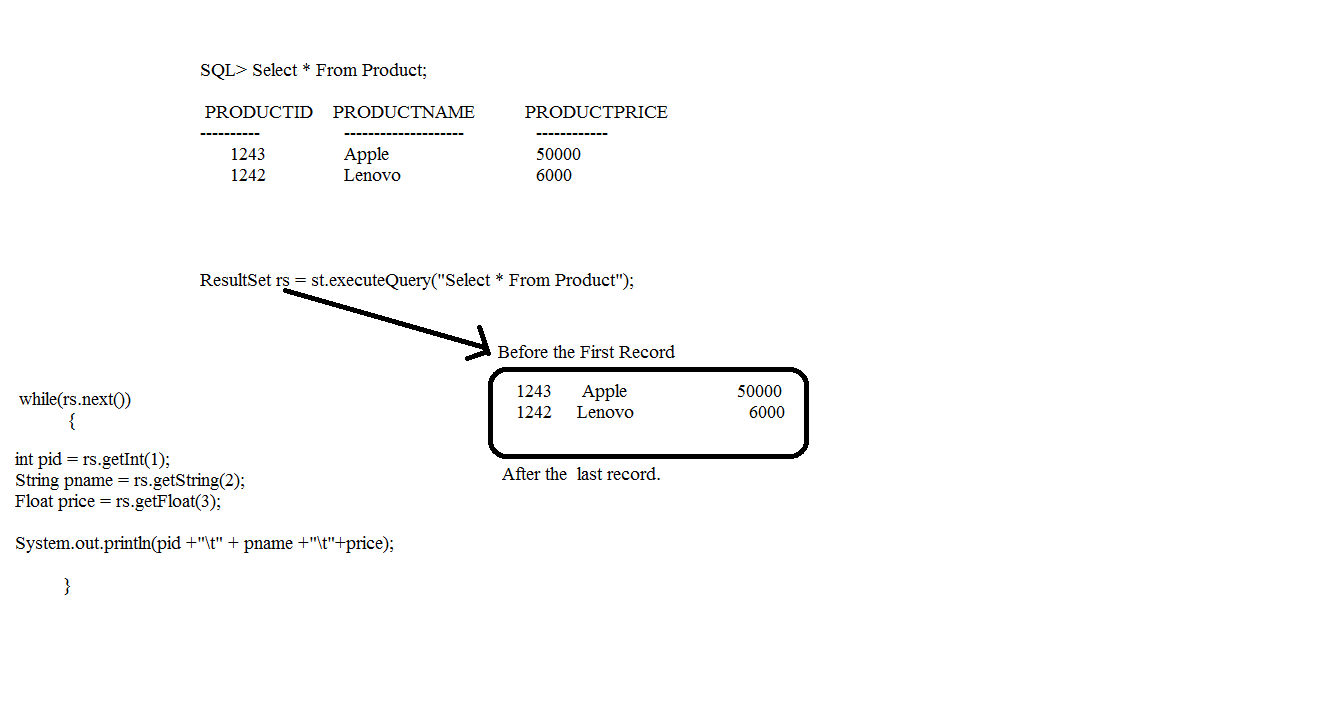 SQL> Select * From Product;
PRODUCTID PRODUCTNAME PRODUCTPRICE
---------- -------------------- ------------
1243 Apple 50000
1242 Lenovo 6000
ResultSet rs = st.executeQuery("Select * From Product");
Before the First Record
1243 Apple 50000
1242 Lenovo 6000
After the last record.
while(rs.next())
{
int pid = rs.getInt(1);
String pname = rs.getString(2);
Float price = rs.getFloat(3);
System.out.println(pid +"\t" + pname +"\t"+price);
}